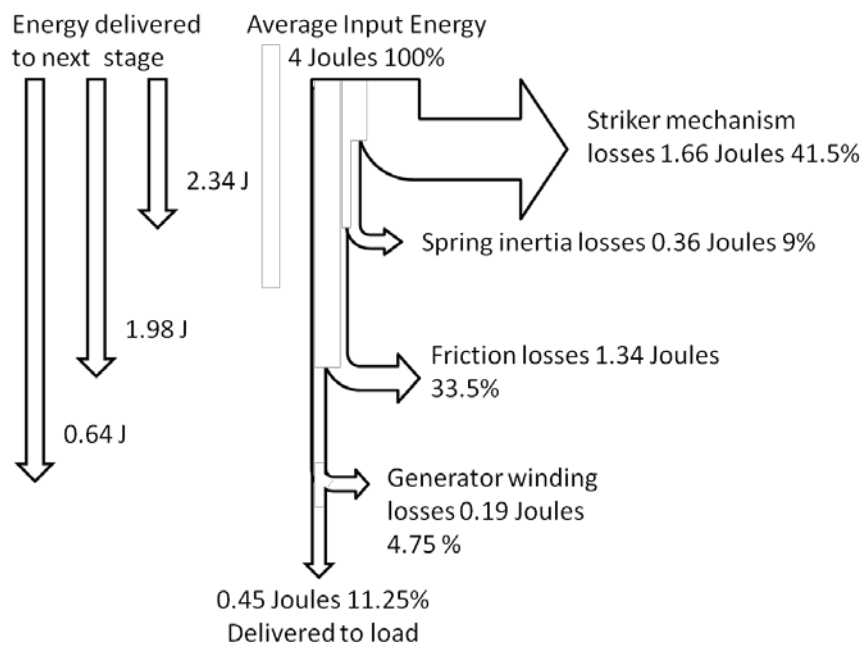 Energy delivered
to next stage
Average Input Energy
4 Joules 100%
Striker mechanism
losses 1.66 Joules 41.5%
2.34 J
Spring inertia losses 0.36 Joules 9%
1.98 J
Friction losses 1.34 Joules
33.5%
0.64 J
Generator winding
losses 0.19 Joules
4.75 %
0.45 Joules 11.25%
Delivered to load